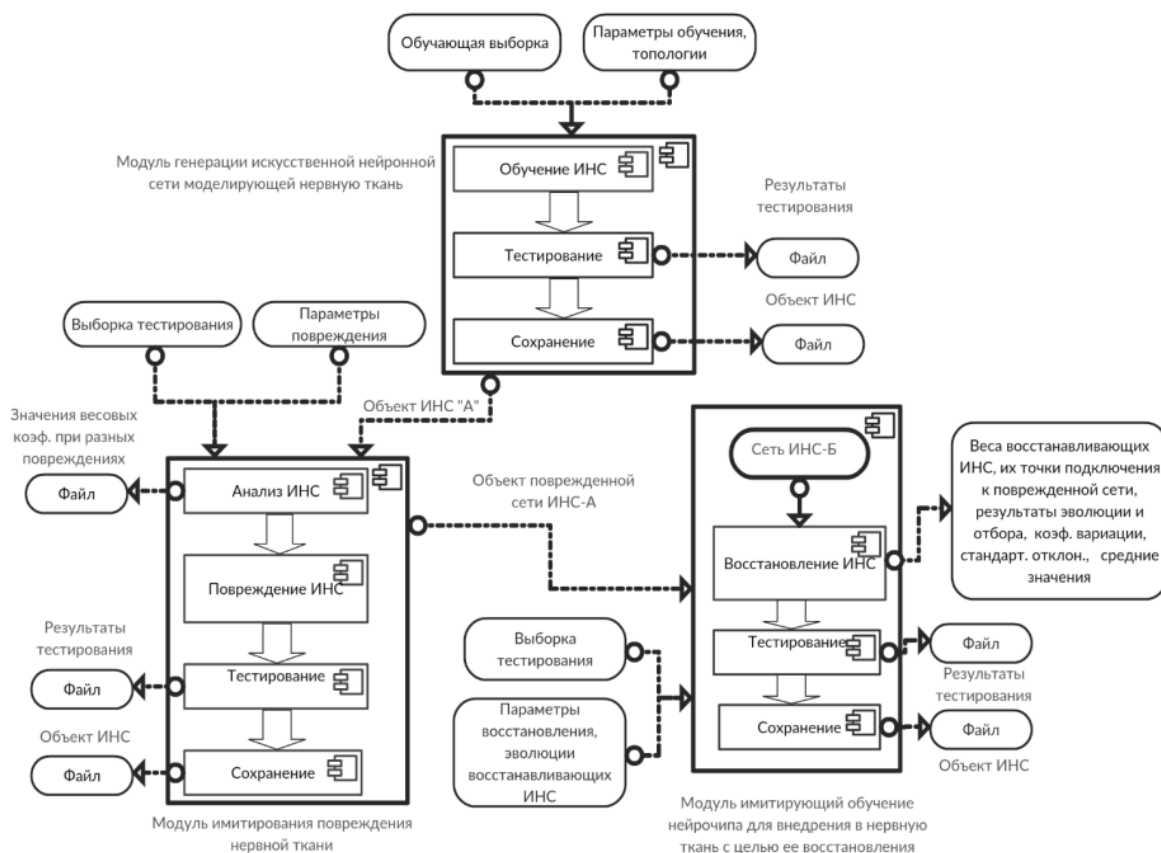 Обучающая выборка
Параметры обучения,
топологии
Модуль генерации искусственной нейронной
сети моделирующей нервную ткань
Обучение ИНС
Тестирование
Сохранение
Результаты
тестирования
Файл
Объект ИНС
Файл
Выборка тестирования
Параметры
повреждения
Объект ИНС "А"
Значения весовых
коэф. при разных
повреждениях
Файл
Анализ ИНС
Повреждение ИНС
Тестирование
Сохранение
Результаты
тестирования
Файл
Объект ИНС
Файл
Модуль имитирования повреждения
нервной ткани
Объект поврежденной
сети ИНС-А
Выборка
тестирования
Параметры
восстановления,
эволюции
восстанавливающих
ИНС
Сеть ИНС-Б
Восстановление ИНС
Тестирование
Сохранение
Веса восстанавливающих
ИНС, их точки подключения
к поврежденной сети,
результаты эволюции и
отбора, коэф. вариации,
стандарт. отклон., средние
значения
Файл
Результаты
тестирования
Файл
Объект ИНС
Модуль имитирующий обучение
нейрочипа для внедрения в нервную
ткань с целью ее восстановления